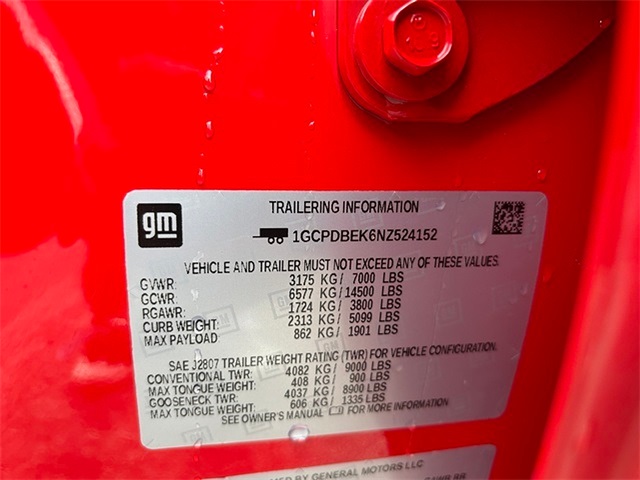 gm
TRAILERING INFORMATION
1GCPDBEK6NZ524152
VEHICLE AND TRAILER MUST NOT EXCEED ANY OF THESE VALUES.
GVWR: 3175 KG/ 7000 LBS
GCWR: 6577 KG/ 14500 LBS
RGAWR: 1724 KG/ 3800 LBS
CURB WEIGHT: 2313 KG/ 5099 LBS
MAX PAYLOAD: 862 KG/ 1901 LBS
SAE J2807 TRAILER WEIGHT RATING (TWR) FOR VEHICLE CONFIGURATION.
CONVENTIONAL TWR: 4082 KG/ 9000 LBS
MAX TONGUE WEIGHT: 408 KG/ 900 LBS
GOOSENECK TWR: 4037 KG/ 8900 LBS
MAX TONGUE WEIGHT: 606 KG/ 1335 LBS
SEE OWNER'S MANUAL FOR MORE INFORMATION
BY GENERAL MOTORS LLC